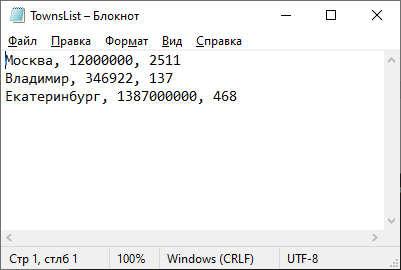 TownsList – Блокнот
Файл Правка Формат Вид Справка
Москва, 12000000, 2511
Владимир, 346922, 137
Екатеринбург, 1387000000, 468
Стр 1, стлб 1 100% Windows (CRLF) UTF-8